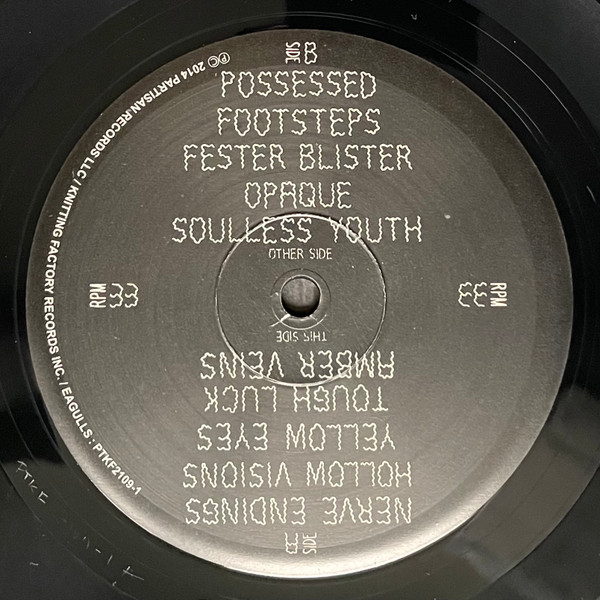 SIDE B
POSSESSED
FOOTSTEPS
FESTER BLISTER
OPAQUE
SOULLESS YOUTH
OTHER SIDE
RPM 33
33 RPM
THIS SIDE
AMBER VEINS
TOUGH LUCK
YELLOW EYES
HOLLOW VISIONS
NERVE ENDINGS
SIDE A
℗© 2014 PARTISAN RECORDS LLC / KNITTING FACTORY RECORDS INC. / EAGULLS : PTKF2109-1
PTKF